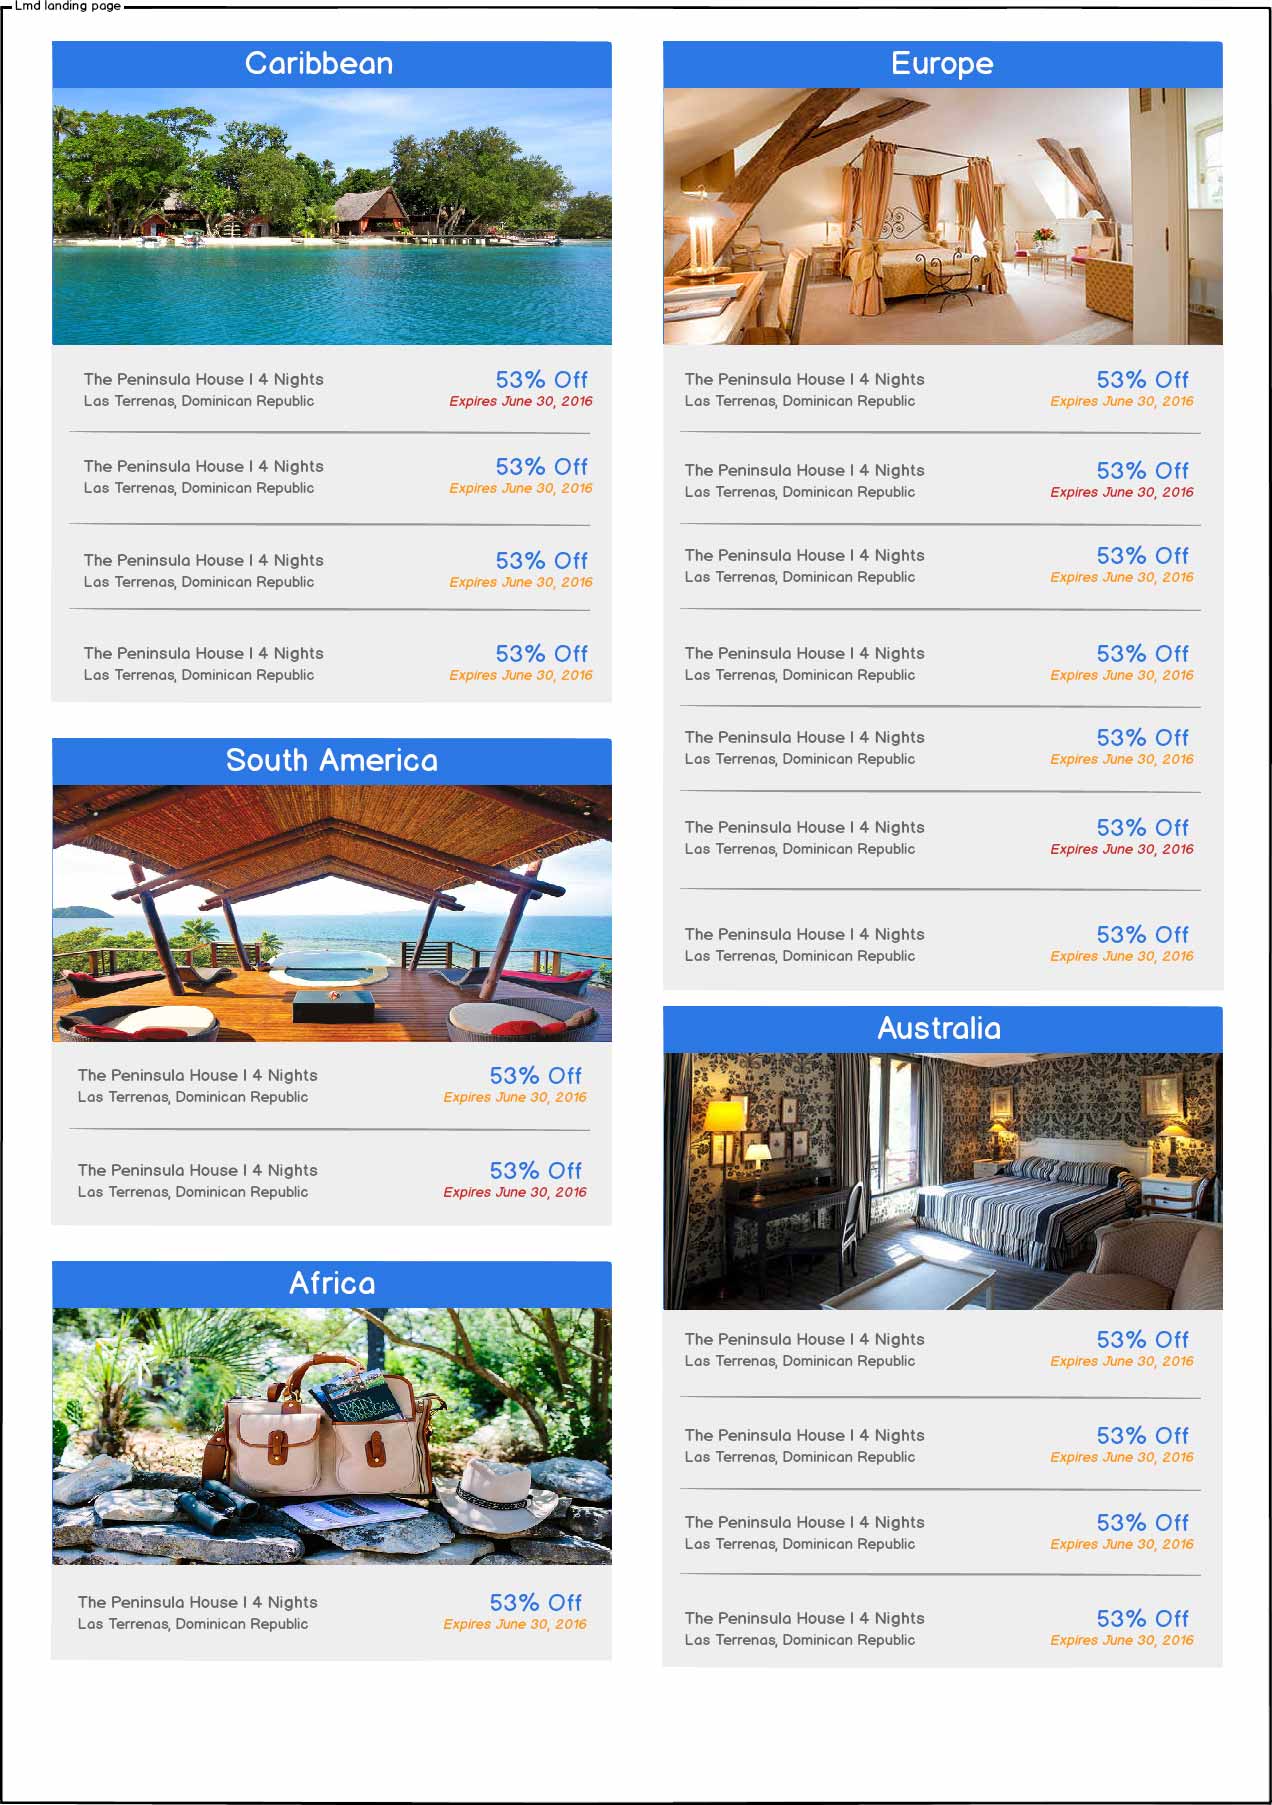 Lmd landing page
Caribbean
The Peninsula House | 4 Nights
53% Off
Las Terrenas, Dominican Republic
Expires June 30, 2016
The Peninsula House | 4 Nights
53% Off
Las Terrenas, Dominican Republic
Expires June 30, 2016
The Peninsula House | 4 Nights
53% Off
Las Terrenas, Dominican Republic
Expires June 30, 2016
The Peninsula House | 4 Nights
53% Off
Las Terrenas, Dominican Republic
Expires June 30, 2016
South America
The Peninsula House | 4 Nights
53% Off
Las Terrenas, Dominican Republic
Expires June 30, 2016
The Peninsula House | 4 Nights
53% Off
Las Terrenas, Dominican Republic
Expires June 30, 2016
Africa
SPAIN
PORTUGAL
The Peninsula House | 4 Nights
53% Off
Las Terrenas, Dominican Republic
Expires June 30, 2016
Europe
The Peninsula House | 4 Nights
53% Off
Las Terrenas, Dominican Republic
Expires June 30, 2016
The Peninsula House | 4 Nights
53% Off
Las Terrenas, Dominican Republic
Expires June 30, 2016
The Peninsula House | 4 Nights
53% Off
Las Terrenas, Dominican Republic
Expires June 30, 2016
The Peninsula House | 4 Nights
53% Off
Las Terrenas, Dominican Republic
Expires June 30, 2016
The Peninsula House | 4 Nights
53% Off
Las Terrenas, Dominican Republic
Expires June 30, 2016
The Peninsula House | 4 Nights
53% Off
Las Terrenas, Dominican Republic
Expires June 30, 2016
The Peninsula House | 4 Nights
53% Off
Las Terrenas, Dominican Republic
Expires June 30, 2016
Australia
The Peninsula House | 4 Nights
53% Off
Las Terrenas, Dominican Republic
Expires June 30, 2016
The Peninsula House | 4 Nights
53% Off
Las Terrenas, Dominican Republic
Expires June 30, 2016
The Peninsula House | 4 Nights
53% Off
Las Terrenas, Dominican Republic
Expires June 30, 2016
The Peninsula House | 4 Nights
53% Off
Las Terrenas, Dominican Republic
Expires June 30, 2016